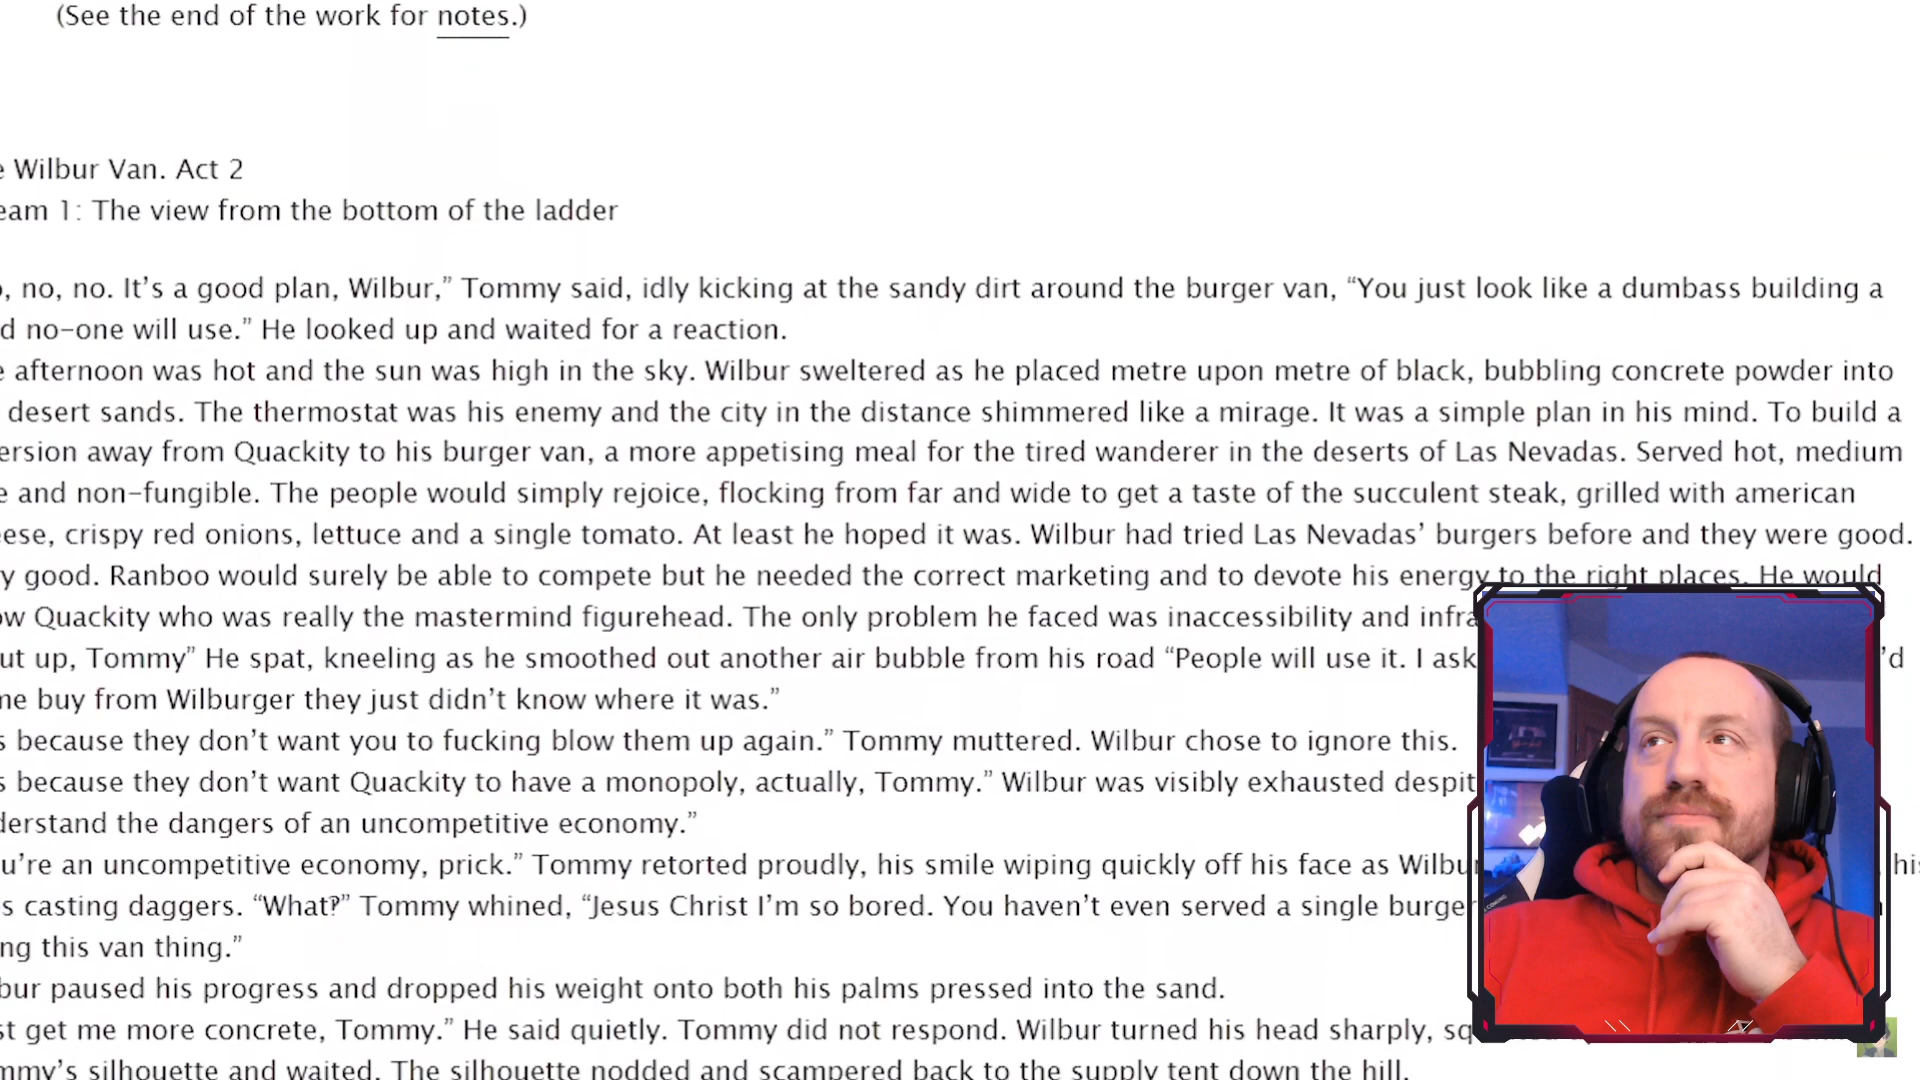 (See the end of the work for notes.)
Wilbur Van. Act 2
1: The view from the bottom of the ladder
, no, no. It’s a good plan, Wilbur,” Tommy said, idly kicking at the sandy dirt around the burger van, “You just look like a dumbass building a
no-one will use.” He looked up and waited for a reaction.
afternoon was hot and the sun was high in the sky. Wilbur sweltered as he placed metre upon metre of black, bubbling concrete powder into
desert sands. The thermostat was his enemy and the city in the distance shimmered like a mirage. It was a simple plan in his mind. To build a
away from Quackity to his burger van, a more appetising meal for the tired wanderer in the deserts of Las Nevadas. Served hot, medium
and non-fungible. The people would simply rejoice, flocking from far and wide to get a taste of the succulent steak, grilled with american
crispy red onions, lettuce and a single tomato. At least he hoped it was. Wilbur had tried Las Nevadas’ burgers before and they were good.
good. Ranboo would surely be able to compete but he needed the correct marketing and to devote his energy to the right places. He would
Quackity who was really the mastermind figurehead. The only problem he faced was inaccessibility and
up, Tommy” He spat, kneeling as he smoothed out another air bubble from his road “People will use it. I
buy from Wilburger they just didn’t know where it was.”
because they don’t want you to fucking blow them up again.” Tommy muttered. Wilbur chose to ignore this.
because they don’t want Quackity to have a monopoly, actually, Tommy.” Wilbur was visibly exhausted
the dangers of an uncompetitive economy.”
an uncompetitive economy, prick.” Tommy retorted proudly, his smile wiping quickly off his face as
casting daggers. “What?” Tommy whined, “Jesus Christ I’m so bored. You haven’t even served a single
this van thing.”
paused his progress and dropped his weight onto both his palms pressed into the sand.
get me more concrete, Tommy.” He said quietly. Tommy did not respond. Wilbur turned his head sharply,
silhouette and waited. The silhouette nodded and scampered back to the supply tent down the hill.